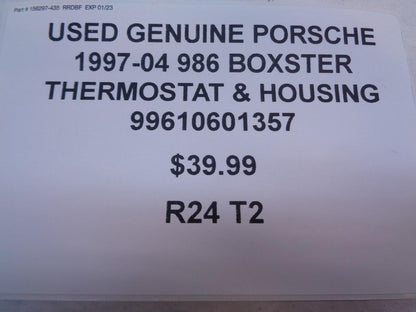 Part # 156297-435 RRDBF EXP 01/23
USED GENUINE PORSCHE
1997-04 986 BOXSTER
THERMOSTAT & HOUSING
99610601357
$39.99
R24 T2